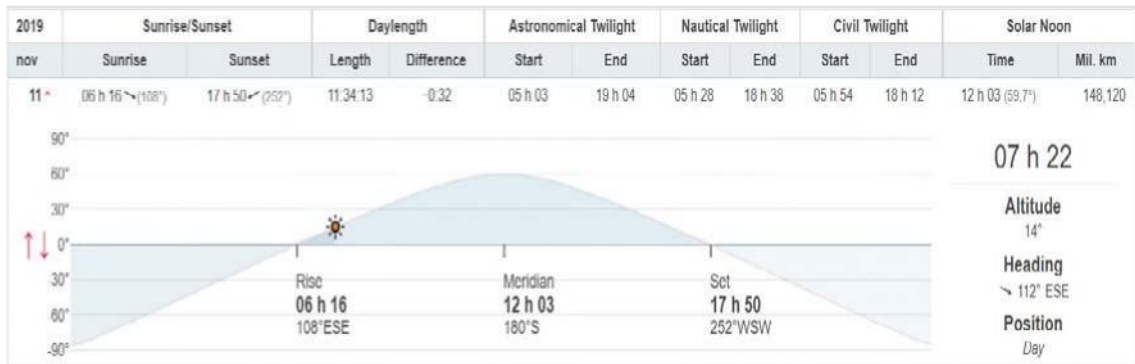 2019 Sunrise/Sunset Daylength Astronomical Twilight Nautical Twilight Civil Twilight Solar Noon
nov Sunrise Sunset Length Difference Start End Start End Start End Time Mil. km
11 06 h 16 (108°) 17 h 50 (252°) 11:34:13 -0:32 05 h 03 19 h 04 05 h 28 18 h 38 05 h 54 18 h 12 12 h 03 (59,7°) 148,120
90°
60°
30°
0°
30°
60°
-90°
Rise Meridian Set
06 h 16 12 h 03 17 h 50
108°ESE 180°S 252°WSW
07 h 22
Altitude
14°
Heading
112° ESE
Position
Day